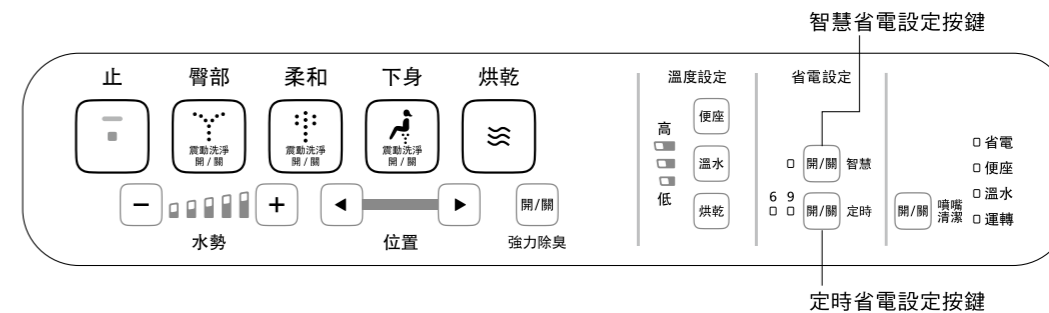 智慧省電設定按鍵
止 臀部 柔和 下身 烘乾
震動洗淨
開/關
震動洗淨
開/關
震動洗淨
開/關
− +
水勢
◀ ▶
位置
開/關
強力除臭
溫度設定
高
低
便座
溫水
烘乾
省電設定
開/關 智慧
6 9
開/關 定時
開/關 噴嘴
清潔
省電
便座
溫水
運轉
定時省電設定按鍵